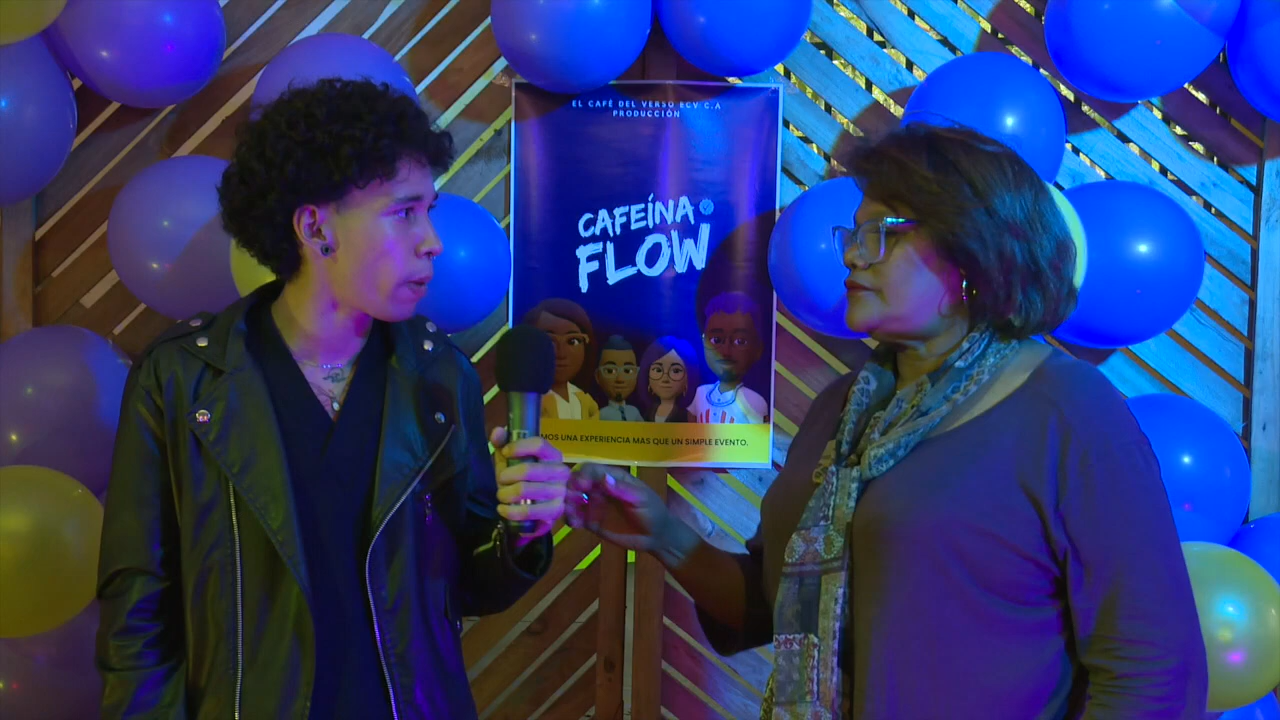 EL CAFÉ DEL VERSO ECV C.A
PRODUCCIÓN
CAFEÍNA
FLOW
MOS UNA EXPERIENCIA MAS QUE UN SIMPLE EVENTO.